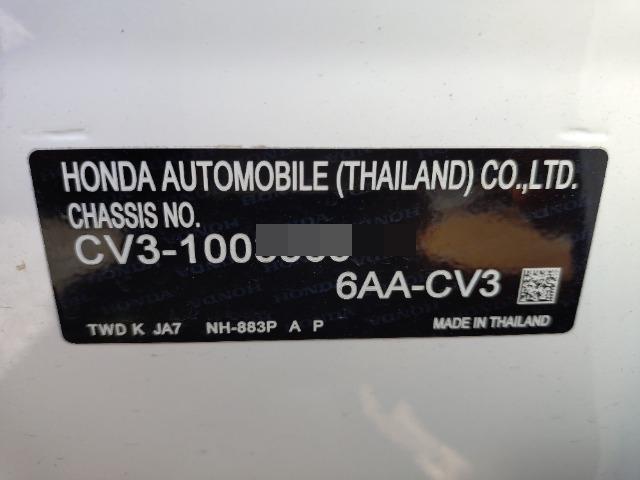 HONDA AUTOMOBILE (THAILAND) CO.,LTD.
CHASSIS NO.
CV3-100
6AA-CV3
TWD K JA7 NH-883P A P
MADE IN THAILAND